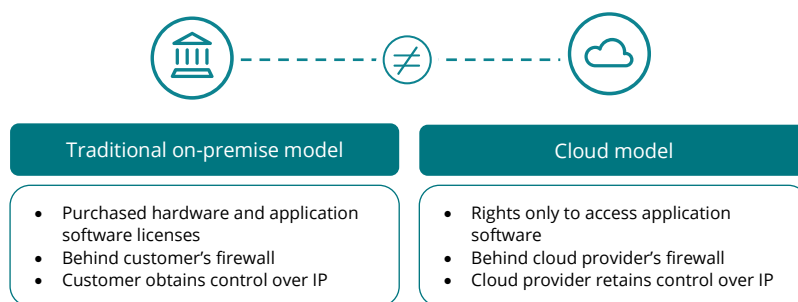 Traditional on-premise model
Cloud model
• Purchased hardware and application
software licenses
• Behind customer's firewall
• Customer obtains control over IP
• Rights only to access application
software
• Behind cloud provider's firewall
• Cloud provider retains control over IP